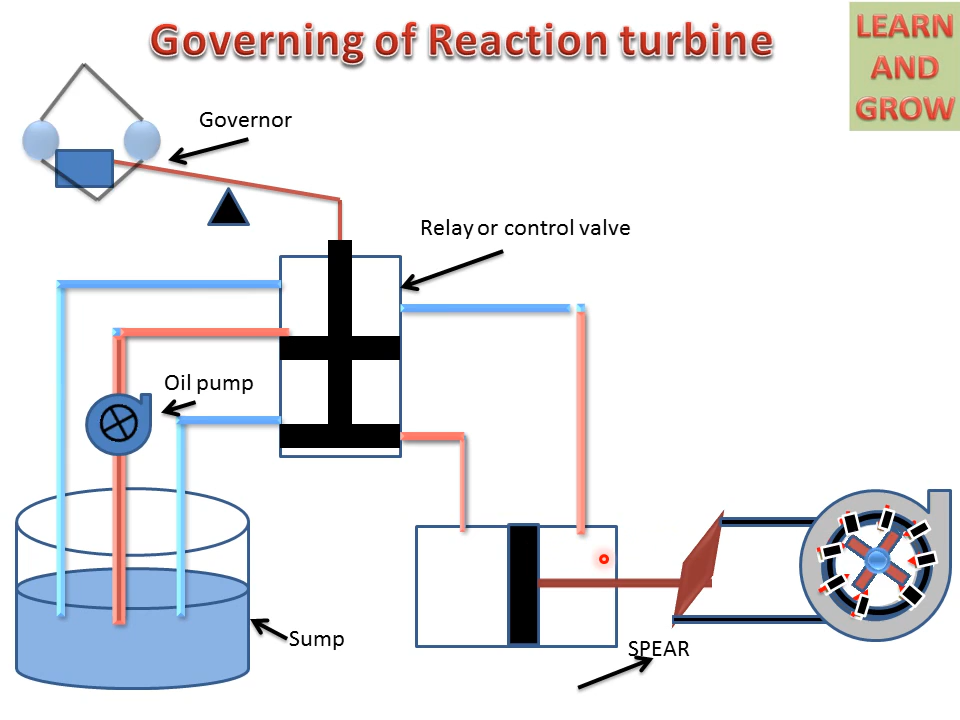 Governing of Reaction turbine
LEARN
AND
GROW
Governor
Relay or control valve
Oil pump
Sump
SPEAR